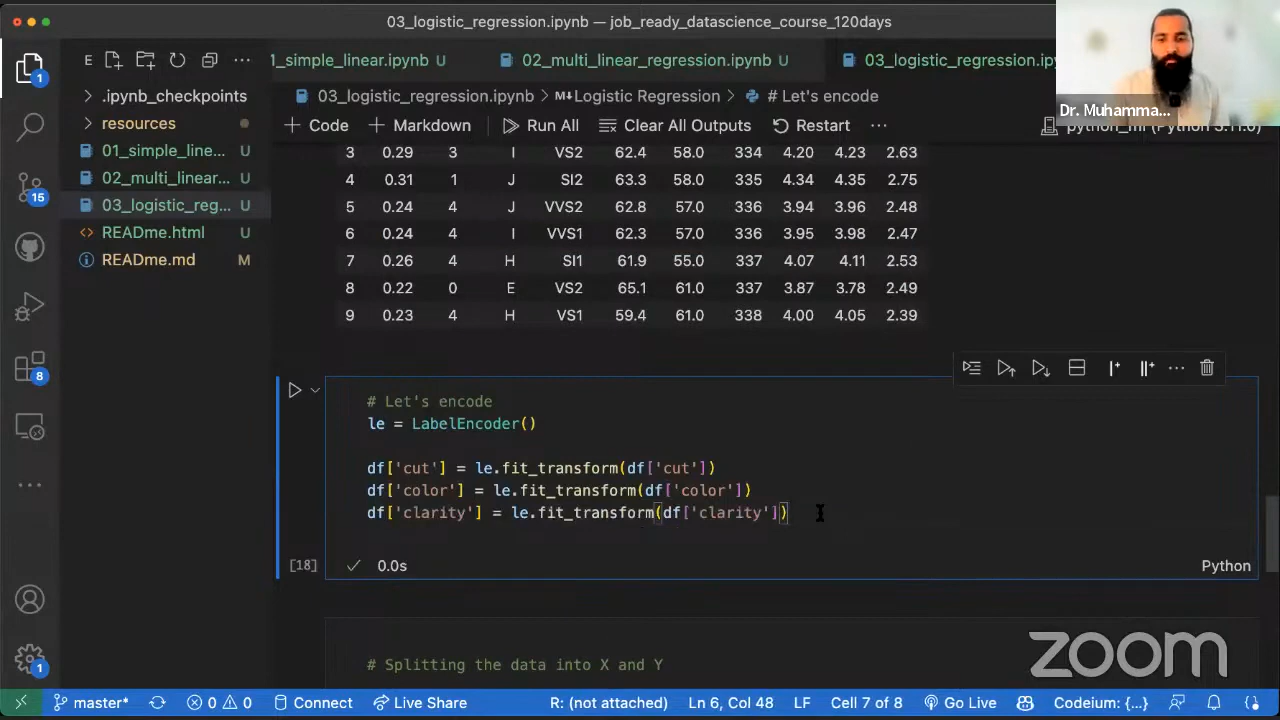 03_logistic_regression.ipynb — job_ready_datascience_course_120days
E
1_simple_linear.ipynb U
02_multi_linear_regression.ipynb U
03_logistic_regression.ipynb
.ipynb_checkpoints
resources
01_simple_line... U
02_multi_linear... U
03_logistic_reg... U
READme.html U
READme.md M
03_logistic_regression.ipynb > M↓Logistic Regression > # Let's encode
+ Code + Markdown Run All Clear All Outputs Restart ...
python_ml (Python 3.11.0)
Dr. Muhamma...
3 0.29 3 I VS2 62.4 58.0 334 4.20 4.23 2.63
4 0.31 1 J SI2 63.3 58.0 335 4.34 4.35 2.75
5 0.24 4 J VVS2 62.8 57.0 336 3.94 3.96 2.48
6 0.24 4 I VVS1 62.3 57.0 336 3.95 3.98 2.47
7 0.26 4 H SI1 61.9 55.0 337 4.07 4.11 2.53
8 0.22 0 E VS2 65.1 61.0 337 3.87 3.78 2.49
9 0.23 4 H VS1 59.4 61.0 338 4.00 4.05 2.39
# Let's encode
le = LabelEncoder()
df['cut'] = le.fit_transform(df['cut'])
df['color'] = le.fit_transform(df['color'])
df['clarity'] = le.fit_transform(df['clarity'])
[18] 0.0s Python
# Splitting the data into X and Y
1
15
8
1
zoom
master* 0 0 Connect Live Share R: (not attached) Ln 6, Col 48 LF Cell 7 of 8 Go Live Codeium: {...}